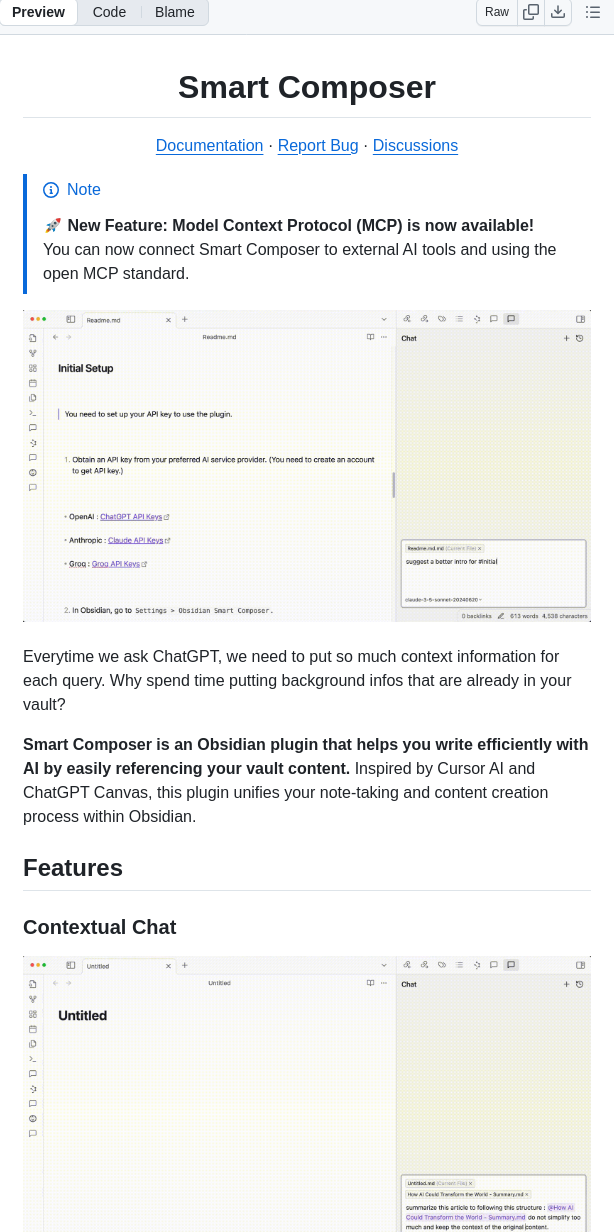 Preview Code Blame Raw
Smart Composer
Documentation · Report Bug · Discussions
Note
🚀 New Feature: Model Context Protocol (MCP) is now available!
You can now connect Smart Composer to external AI tools and using the
open MCP standard.
Readme.md
Readme.md
Chat
Initial Setup
You need to set up your API key to use the plugin.
1. Obtain an API key from your preferred AI service provider. (You need to create an account
to get API key.)
• OpenAI : ChatGPT API Keys
• Anthropic : Claude API Keys
• Groq : Groq API Keys
2. In Obsidian, go to Settings > Obsidian Smart Composer.
Readme.md.md (Current File) ×
suggest a better intro for #initial
claude-3-5-sonnet-20240620
0 backlinks 613 words 4,538 characters
Everytime we ask ChatGPT, we need to put so much context information for
each query. Why spend time putting background infos that are already in your
vault?
Smart Composer is an Obsidian plugin that helps you write efficiently with
AI by easily referencing your vault content. Inspired by Cursor AI and
ChatGPT Canvas, this plugin unifies your note-taking and content creation
process within Obsidian.
Features
Contextual Chat
Untitled
Untitled
Chat
Untitled
Untitled.md (Current File) ×
How AI Could Transform the World - Summary.md ×
summarize this article to following this structure : @How AI
Could Transform the World - Summary.md do not simplify too
much and keep the context of the original content.